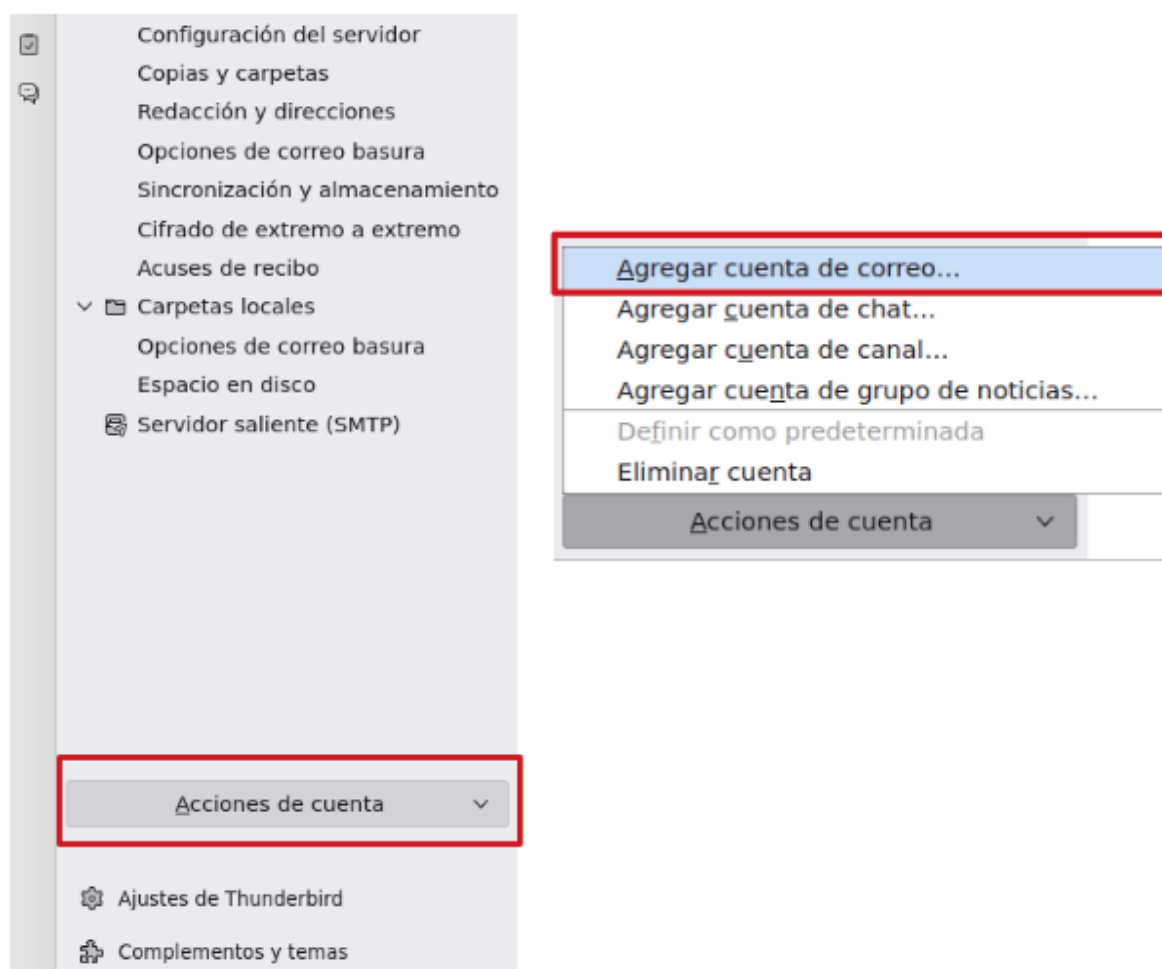 Configuración del servidor
Copias y carpetas
Redacción y direcciones
Opciones de correo basura
Sincronización y almacenamiento
Cifrado de extremo a extremo
Acuses de recibo
Carpetas locales
Opciones de correo basura
Espacio en disco
Servidor saliente (SMTP)
Acciones de cuenta
Ajustes de Thunderbird
Complementos y temas
Agregar cuenta de correo...
Agregar cuenta de chat...
Agregar cuenta de canal...
Agregar cuenta de grupo de noticias...
Definir como predeterminada
Eliminar cuenta
Acciones de cuenta